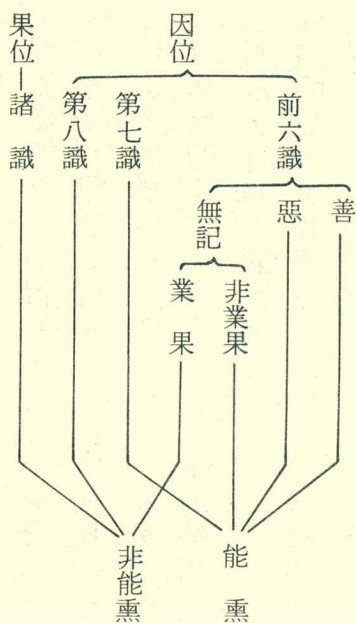 因位
前六識
善
惡
無記
非業果
業果
第七識
第八識
果位－諸識
能熏
非能熏